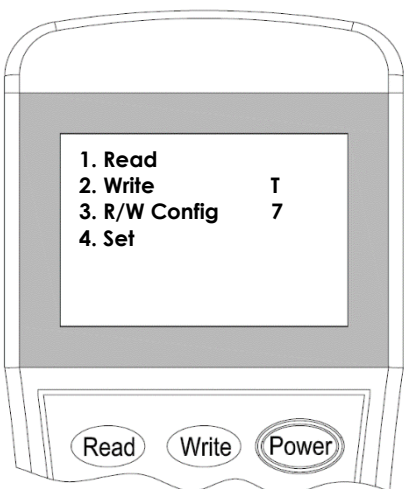 1. Read
2. Write T
3. R/W Config 7
4. Set
Read Write Power